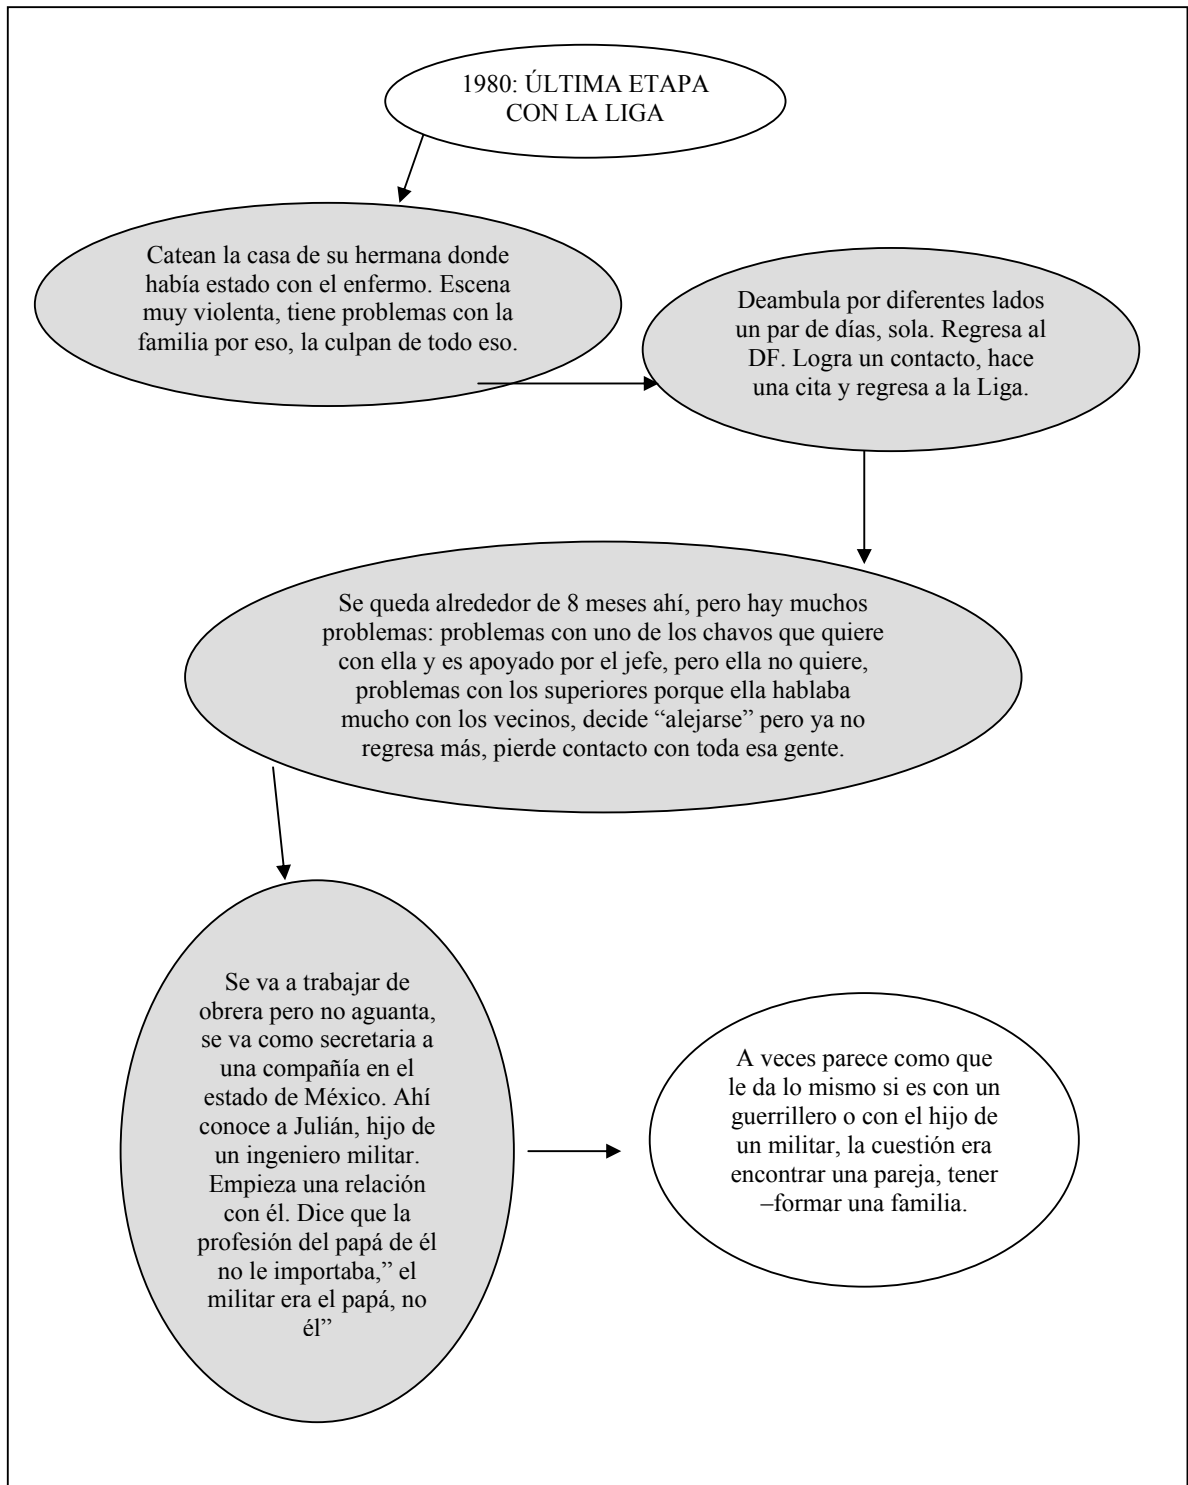 1980: ÚLTIMA ETAPA
CON LA LIGA
Catean la casa de su hermana donde
había estado con el enfermo. Escena
muy violenta, tiene problemas con la
familia por eso, la culpan de todo eso.
Deambula por diferentes lados
un par de días, sola. Regresa al
DF. Logra un contacto, hace
una cita y regresa a la Liga.
Se queda alrededor de 8 meses ahí, pero hay muchos
problemas: problemas con uno de los chavos que quiere
con ella y es apoyado por el jefe, pero ella no quiere,
problemas con los superiores porque ella hablaba
mucho con los vecinos, decide “alejarse” pero ya no
regresa más, pierde contacto con toda esa gente.
Se va a trabajar de
obrera pero no aguanta,
se va como secretaria a
una compañía en el
estado de México. Ahí
conoce a Julián, hijo de
un ingeniero militar.
Empieza una relación
con él. Dice que la
profesión del papá de él
no le importaba,” el
militar era el papá, no
él”
A veces parece como que
le da lo mismo si es con un
guerrillero o con el hijo de
un militar, la cuestión era
encontrar una pareja, tener
–formar una familia.